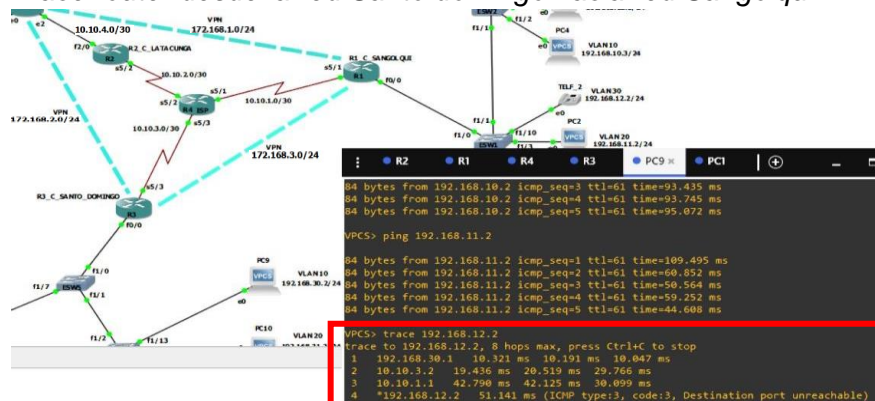 ESW2
e0
e2
10.10.4.0/30
VPN
172.168.1.0/24
f2/0
R2_C_LATACUNGA
R2
s5/2
10.10.2.0/30
R1_C_SANGOLQUI
s5/1
R1
f0/0
f1/2
f1/1
PC4
e0
VPCS
VLAN10
192.168.10.3/24
TELF_2
VLAN30
192.168.12.2/24
e0
PC2
VPCS
VLAN20
192.168.11.2/24
f1/1
f1/0
f1/10
f1/3
ESW1
s5/1
s5/2
R4 ISP
s5/3
10.10.1.0/30
10.10.3.0/30
VPN
172.168.2.0/24
VPN
172.168.3.0/24
R3_C_SANTO_DOMINGO
s5/3
R3
f0/0
f1/0
f1/7
ESW5
f1/1
f1/2
f1/13
PC9
VPCS
VLAN10
192.168.30.2/24
e0
PC10
VPCS
VLAN20
R2
R1
R4
R3
PC9 ×
PC1
84 bytes from 192.168.10.2 icmp_seq=3 ttl=61 time=93.435 ms
84 bytes from 192.168.10.2 icmp_seq=4 ttl=61 time=93.745 ms
84 bytes from 192.168.10.2 icmp_seq=5 ttl=61 time=95.072 ms
VPCS> ping 192.168.11.2
84 bytes from 192.168.11.2 icmp_seq=1 ttl=61 time=109.495 ms
84 bytes from 192.168.11.2 icmp_seq=2 ttl=61 time=60.852 ms
84 bytes from 192.168.11.2 icmp_seq=3 ttl=61 time=50.564 ms
84 bytes from 192.168.11.2 icmp_seq=4 ttl=61 time=59.252 ms
84 bytes from 192.168.11.2 icmp_seq=5 ttl=61 time=44.608 ms
VPCS> trace 192.168.12.2
trace to 192.168.12.2, 8 hops max, press Ctrl+C to stop
1 192.168.30.1 10.321 ms 10.191 ms 10.047 ms
2 10.10.3.2 19.436 ms 20.519 ms 29.766 ms
3 10.10.1.1 42.790 ms 42.125 ms 30.099 ms
4 *192.168.12.2 51.141 ms (ICMP type:3, code:3, Destination port unreachable)